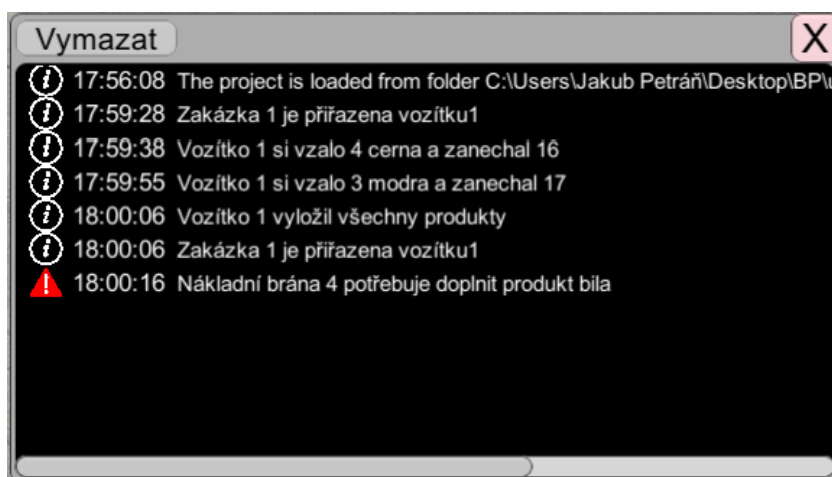 Vymazat
X
17:56:08 The project is loaded from folder C:\Users\Jakub Petráň\Desktop\BP\
17:59:28 Zakázka 1 je přiřazena vozítku1
17:59:38 Vozítko 1 si vzalo 4 cerna a zanechal 16
17:59:55 Vozítko 1 si vzalo 3 modra a zanechal 17
18:00:06 Vozítko 1 vyložil všechny produkty
18:00:06 Zakázka 1 je přiřazena vozítku1
18:00:16 Nákladní brána 4 potřebuje doplnit produkt bila